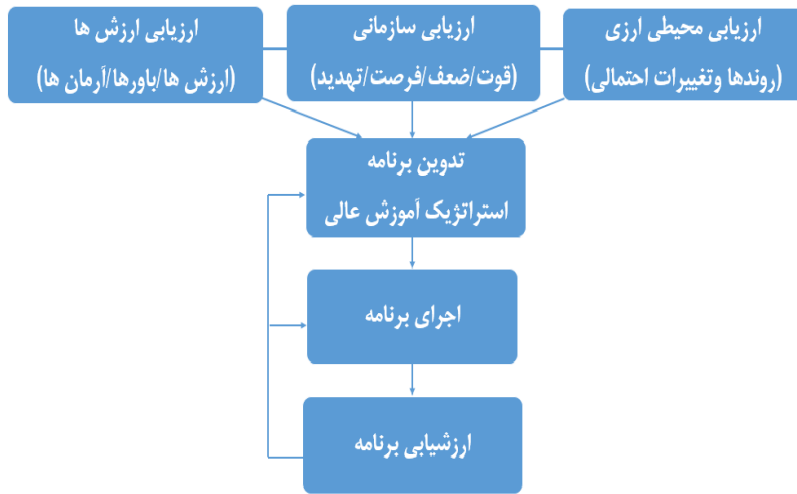 ارزیابی محیطی ارزی
(روندها وتغییرات احتمالی)
ارزیابی سازمانی
(قوت/ضعف/فرصت/تهدید)
ارزیابی ارزش ها
(ارزش ها/باورها/آرمان ها)
تدوین برنامه
استراتژیک آموزش عالی
اجرای برنامه
ارزشیابی برنامه